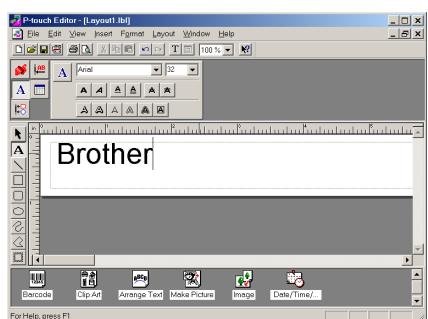 P-touch Editor - [Layout1.lbl]
File Edit View Insert Format Layout Window Help
100 %
A Arial 32
A
Brother
Barcode Clip Art Arrange Text Make Picture Image Date/Time/...
For Help, press F1